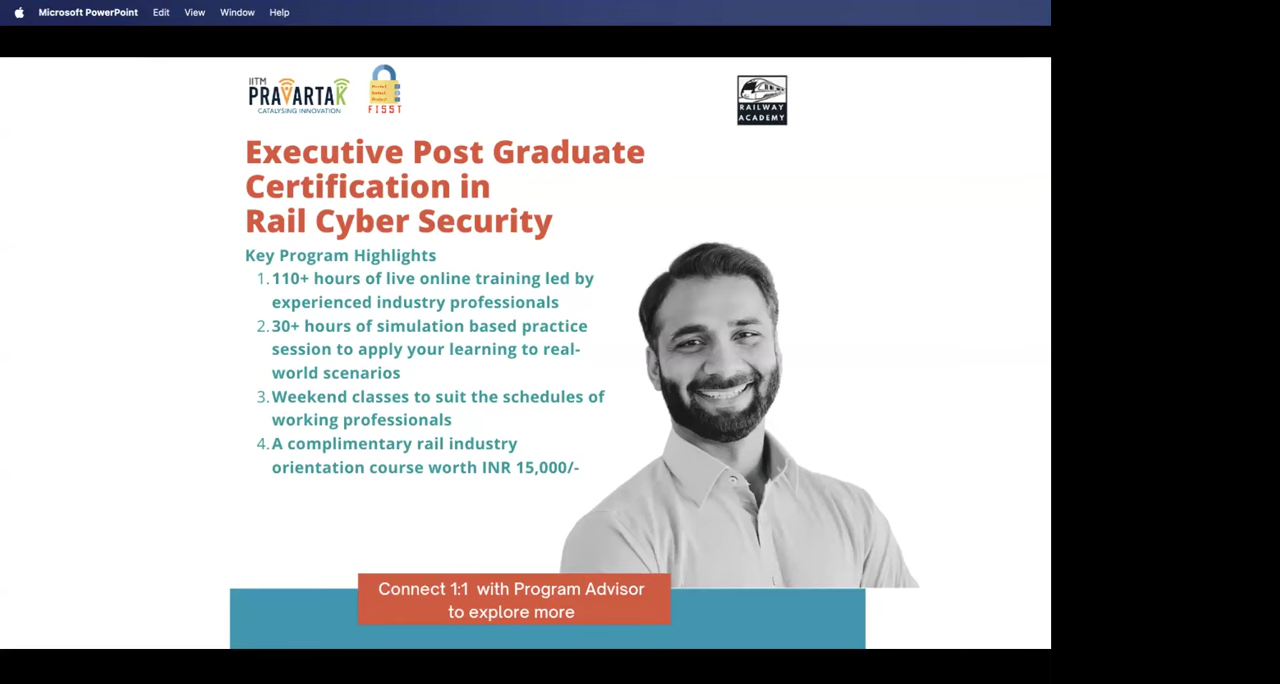 Microsoft PowerPoint Edit View Window Help
IITM
PRAVARTAK
CATALYSING INNOVATION
FISST
RAILWAY
ACADEMY
Executive Post Graduate
Certification in
Rail Cyber Security
Key Program Highlights
1. 110+ hours of live online training led by
experienced industry professionals
2. 30+ hours of simulation based practice
session to apply your learning to real-
world scenarios
3. Weekend classes to suit the schedules of
working professionals
4. A complimentary rail industry
orientation course worth INR 15,000/-
Connect 1:1 with Program Advisor
to explore more